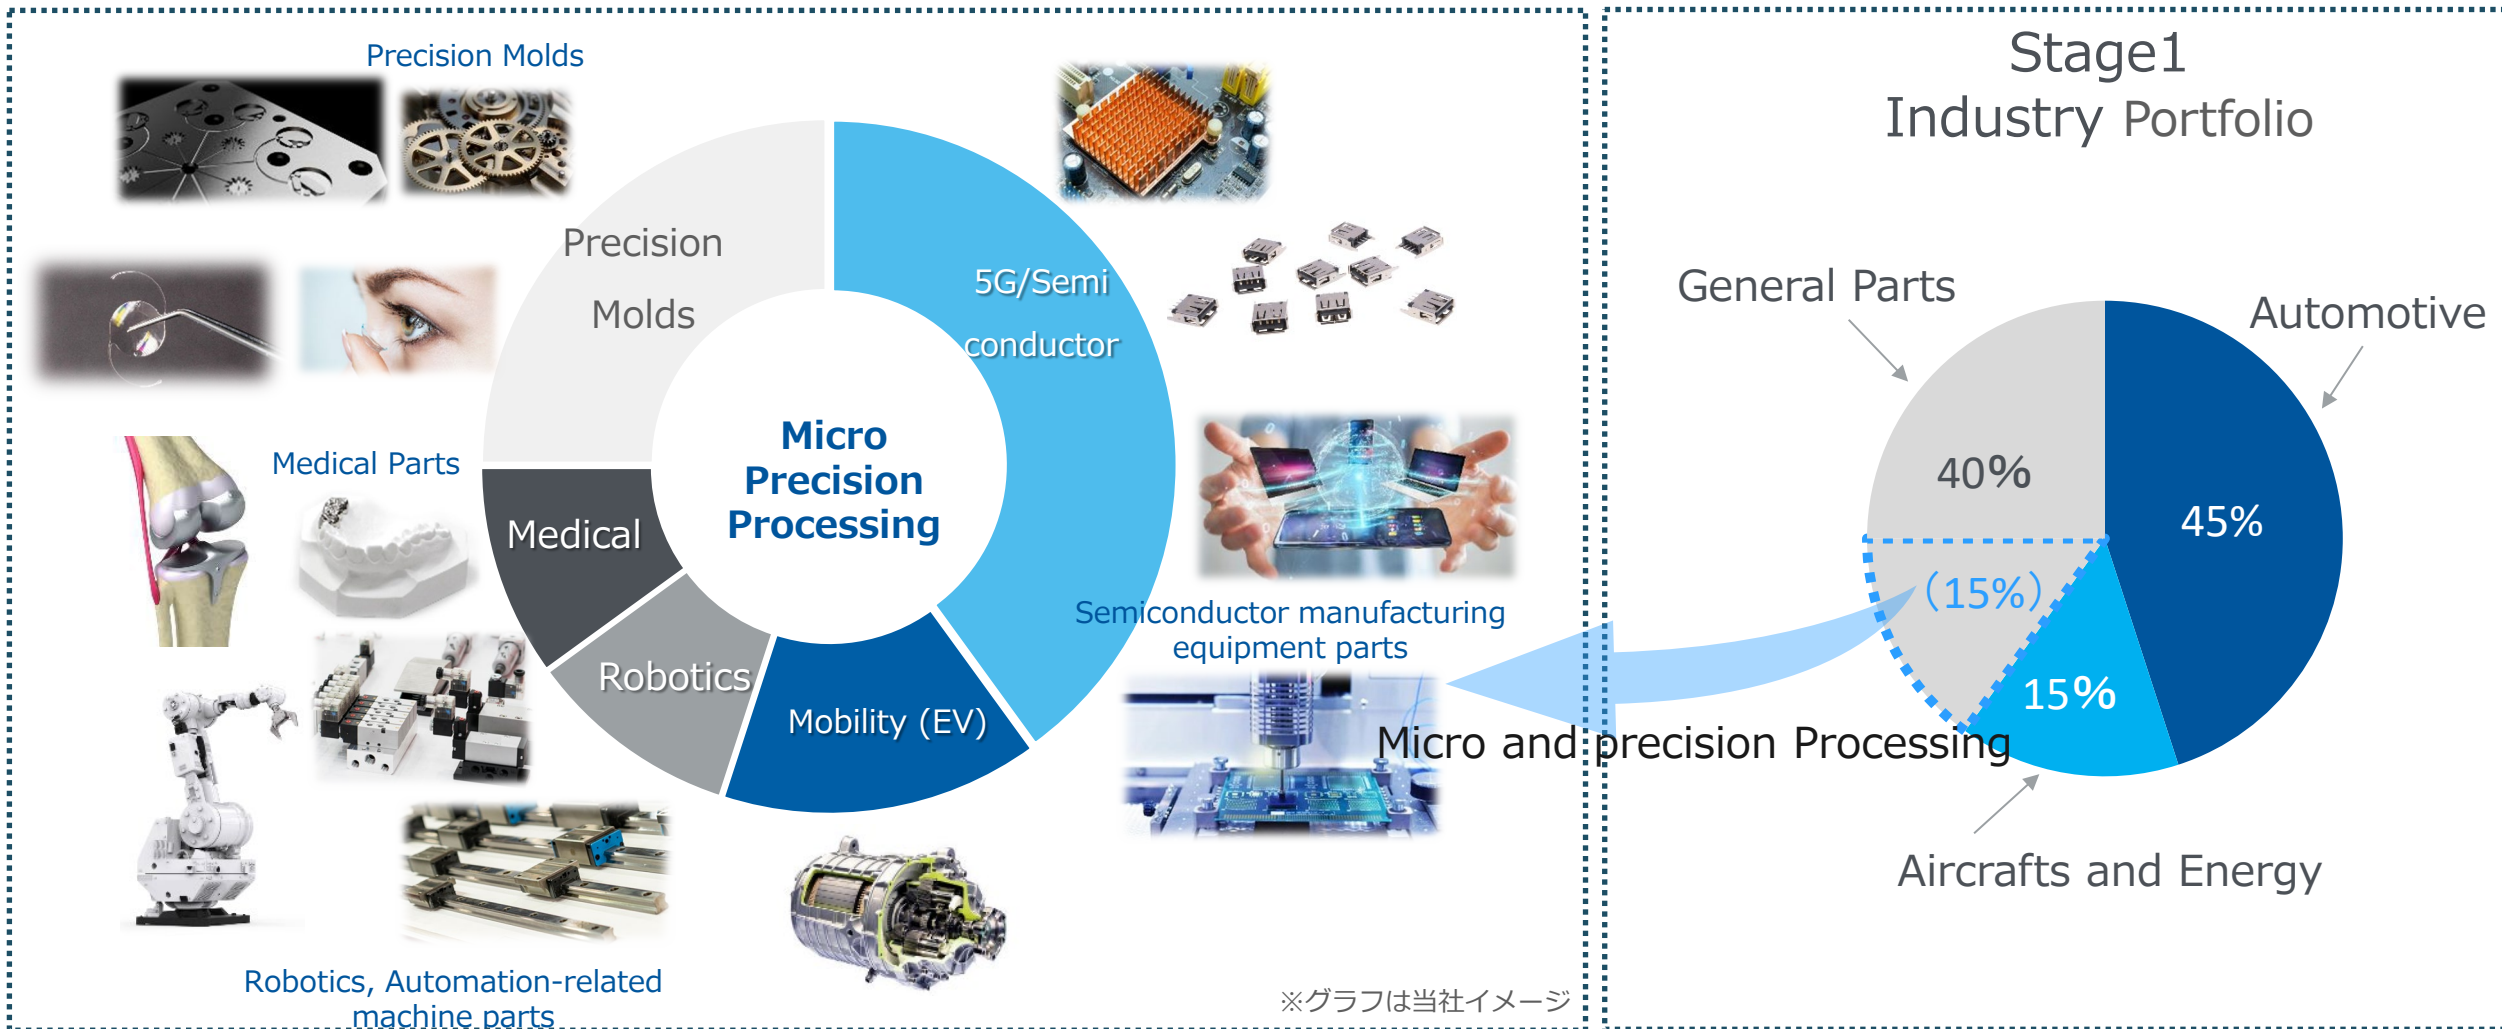 Precision Molds
Precision
Molds
5G/Semi
conductor
Micro
Precision
Processing
Medical Parts
Medical
Robotics
Mobility (EV)
Semiconductor manufacturing
equipment parts
Robotics, Automation-related
machine parts
※グラフは当社イメージ
Stage1
Industry Portfolio
General Parts
Automotive
40%
45%
（15%）
15%
Micro and precision Processing
Aircrafts and Energy